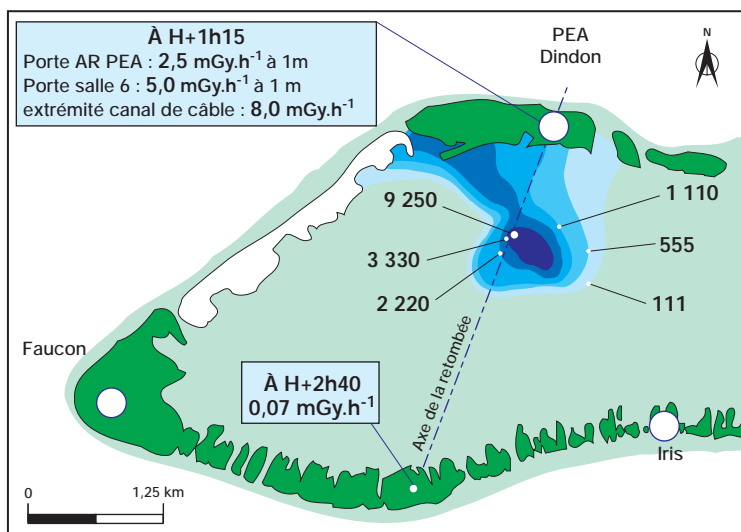 À H+1h15
Porte AR PEA : 2,5 mGy.h⁻¹ à 1m
Porte salle 6 : 5,0 mGy.h⁻¹ à 1 m
extrémité canal de câble : 8,0 mGy.h⁻¹
PEA
Dindon
N
9 250
1 110
3 330
555
2 220
111
Faucon
À H+2h40
0,07 mGy.h⁻¹
Axe de la retombée
Iris
0
1,25 km